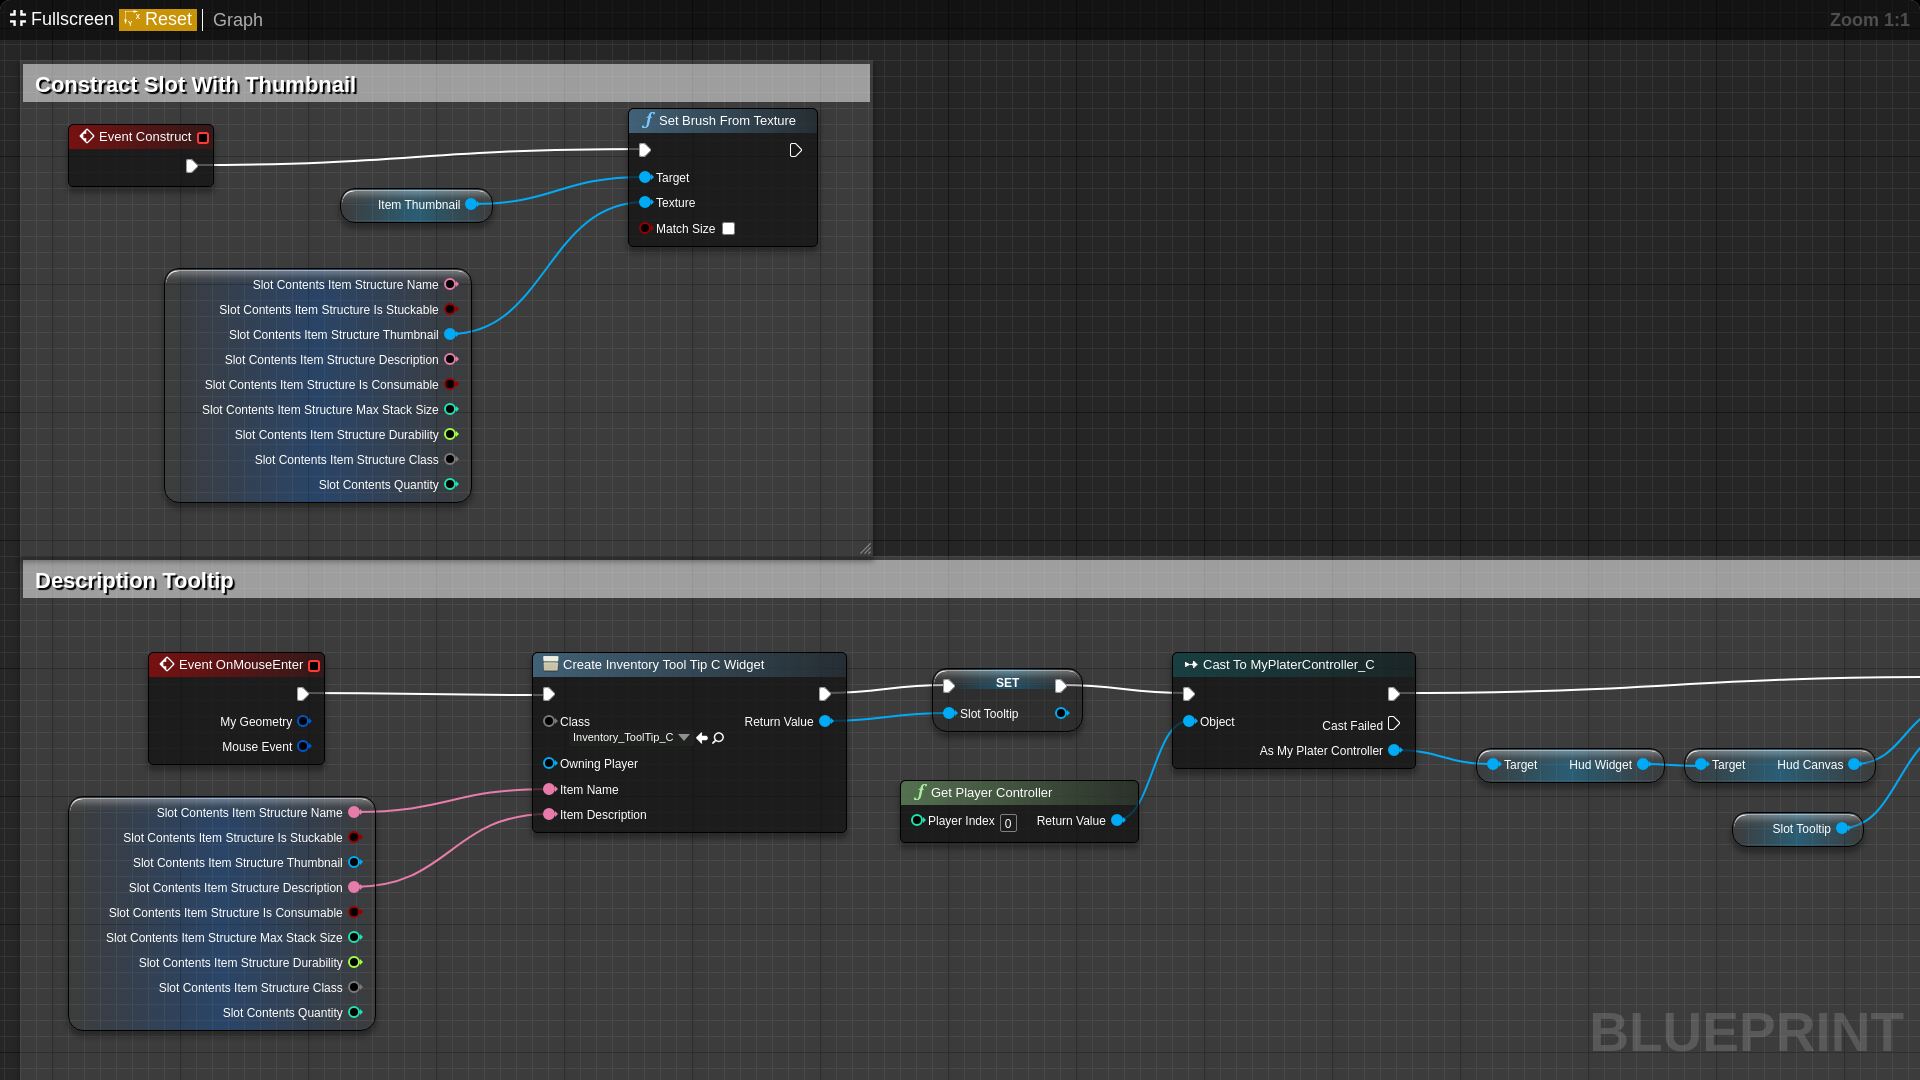 Fullscreen Reset Graph Zoom 1:1
Constract Slot With Thumbnail
Event Construct
Set Brush From Texture
Target
Texture
Match Size
Item Thumbnail
Slot Contents Item Structure Name
Slot Contents Item Structure Is Stuckable
Slot Contents Item Structure Thumbnail
Slot Contents Item Structure Description
Slot Contents Item Structure Is Consumable
Slot Contents Item Structure Max Stack Size
Slot Contents Item Structure Durability
Slot Contents Item Structure Class
Slot Contents Quantity
Description Tooltip
Event OnMouseEnter
My Geometry
Mouse Event
Create Inventory Tool Tip C Widget
Class Return Value
Inventory_ToolTip_C
Owning Player
Item Name
Item Description
SET
Slot Tooltip
Cast To MyPlaterController_C
Object
Cast Failed
As My Plater Controller
Get Player Controller
Player Index 0 Return Value
Target Hud Widget
Target Hud Canvas
Slot Tooltip
Slot Contents Item Structure Name
Slot Contents Item Structure Is Stuckable
Slot Contents Item Structure Thumbnail
Slot Contents Item Structure Description
Slot Contents Item Structure Is Consumable
Slot Contents Item Structure Max Stack Size
Slot Contents Item Structure Durability
Slot Contents Item Structure Class
Slot Contents Quantity
BLUEPRINT